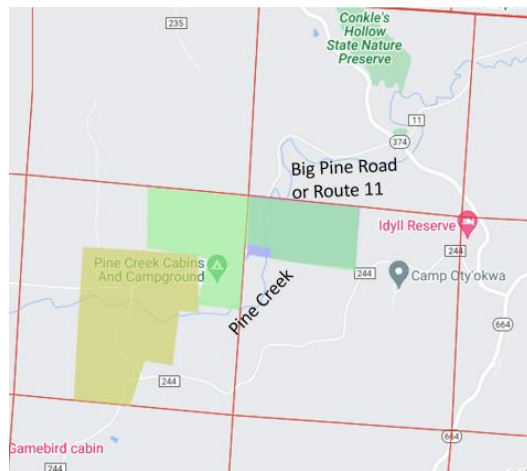 235
Conkle's
Hollow
State Nature
Preserve
11
374
Big Pine Road
or Route 11
Idyll Reserve
244
Pine Creek Cabins
And Campground
244
Camp Oty'okwa
Pine Creek
664
244
Gamebird cabin
664
244